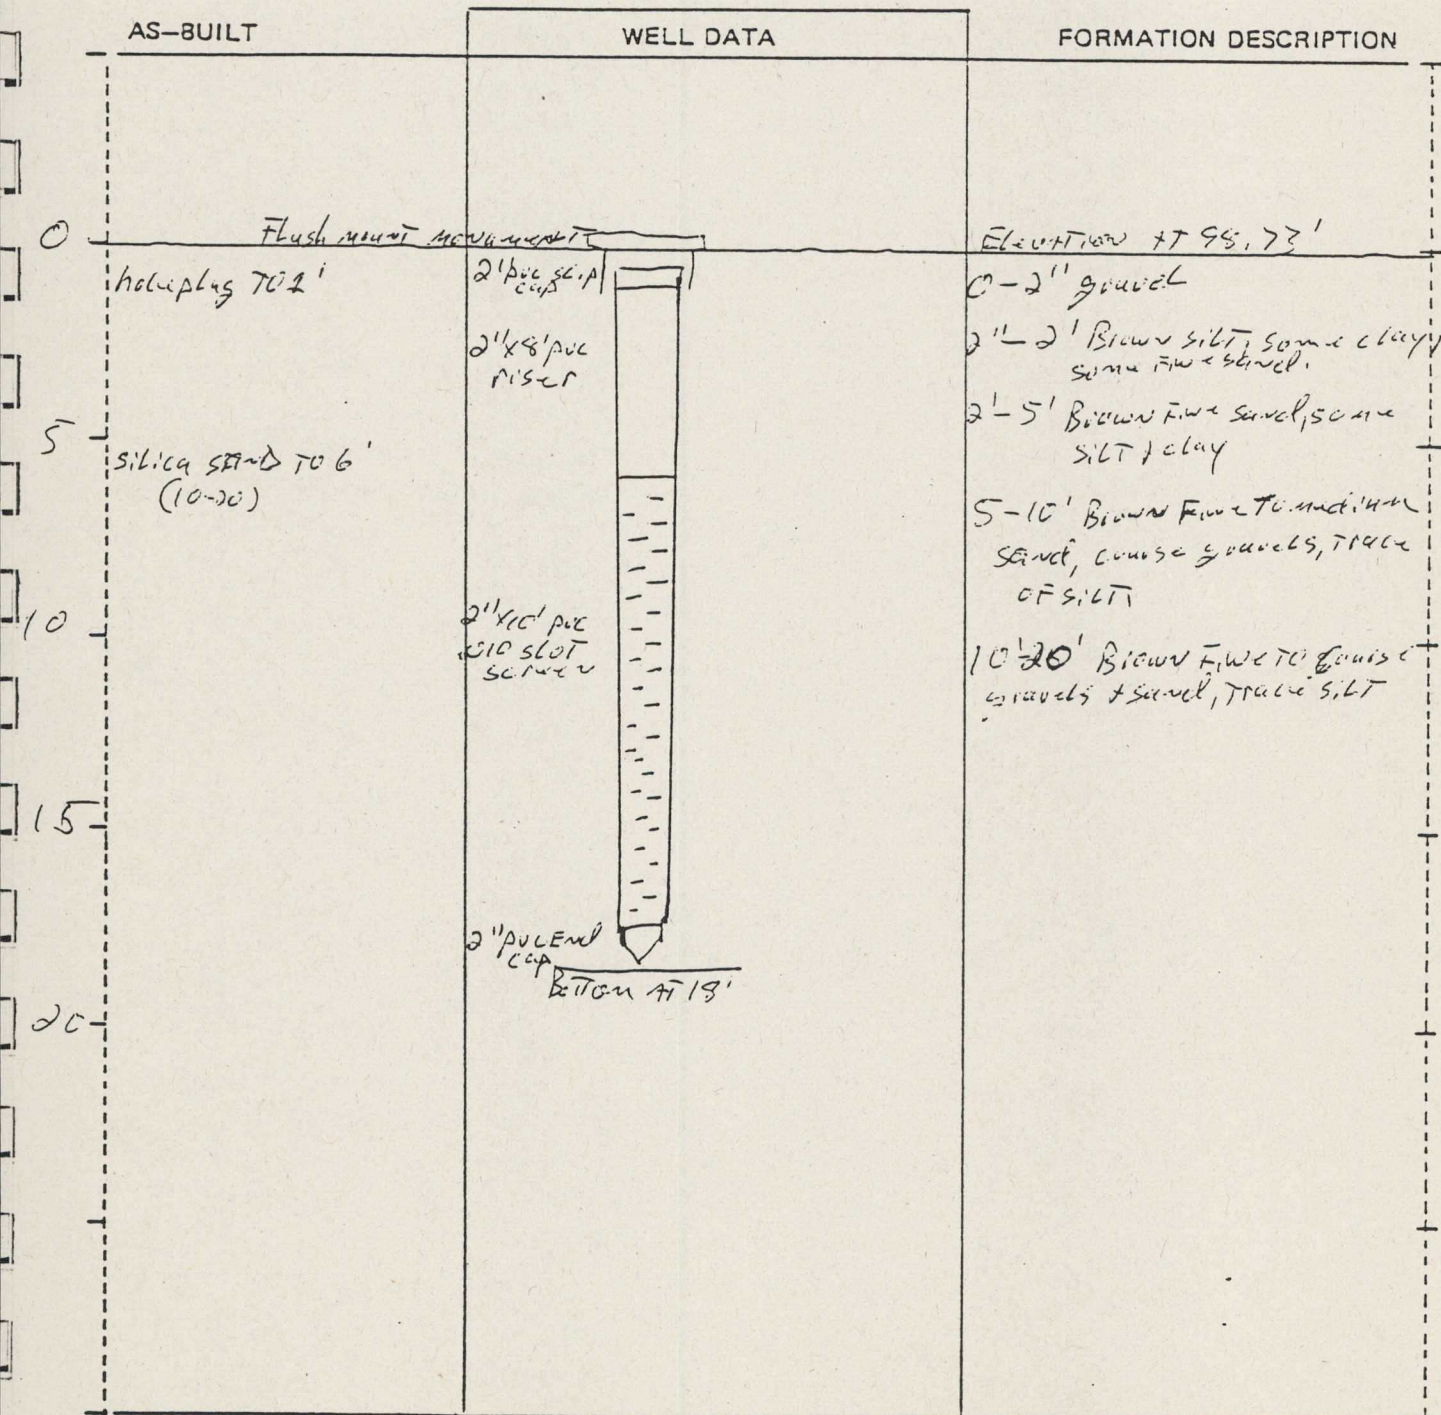 AS-BUILT
WELL DATA
FORMATION DESCRIPTION
0
Flush mount monument
Elevation AT 98.73'
holeplug TO 1'
2' pvc slip
cap
0-2" gravel
2"x8' pvc
riser
2"-2' Brown silt, some clay,
some Fine sand.
2'-5' Brown Fine sand, some
silt + clay
5
silica SAND TO 6'
(10-20)
5-10' Brown Fine To medium
sand, course gravels, Trace
OF silt
10
2"x10' pvc
.010 slot
screen
10'-20' Brown Fine TO course
gravels + sand, Trace silt
15
2" pvc End
cap
Bottom AT 18'
20